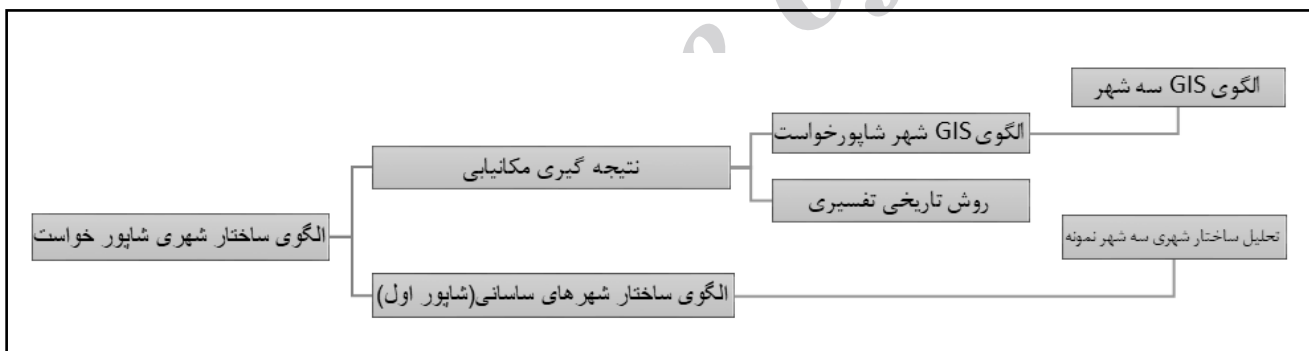 الگوی GIS سه شهر
الگوی GIS شهر شاپورخواست
نتیجه گیری مکانیابی
روش تاریخی تفسیری
الگوی ساختار شهری شاپور خواست
تحلیل ساختار شهری سه شهر نمونه
الگوی ساختار شهر های ساسانی(شاپور اول)